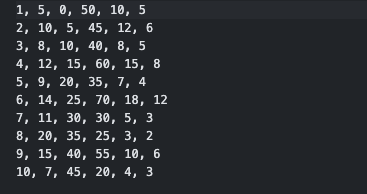 1, 5, 0, 50, 10, 5
2, 10, 5, 45, 12, 6
3, 8, 10, 40, 8, 5
4, 12, 15, 60, 15, 8
5, 9, 20, 35, 7, 4
6, 14, 25, 70, 18, 12
7, 11, 30, 30, 5, 3
8, 20, 35, 25, 3, 2
9, 15, 40, 55, 10, 6
10, 7, 45, 20, 4, 3